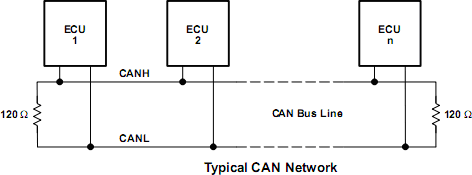 ECU
1
ECU
2
ECU
n
CANH
120 Ω
CAN Bus Line
120 Ω
CANL
Typical CAN Network